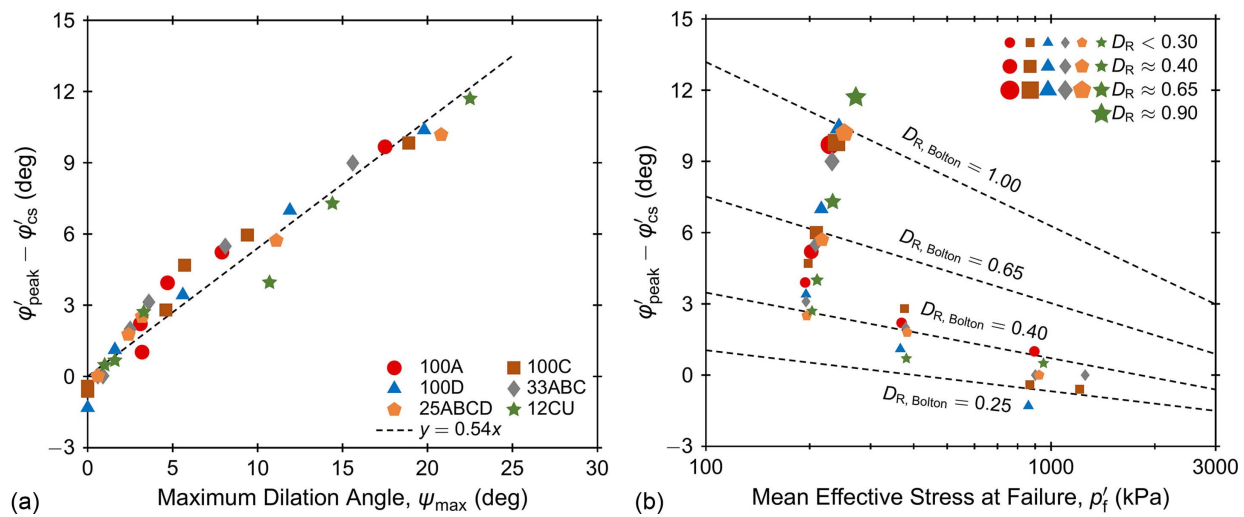 15
12
9
6
3
0
−3
φ′peak − φ′cs (deg)
100A 100C
100D 33ABC
25ABCD 12CU
y = 0.54x
0 5 10 15 20 25 30
(a) Maximum Dilation Angle, ψmax (deg)
15
12
9
6
3
0
−3
φ′peak − φ′cs (deg)
DR < 0.30
DR ≈ 0.40
DR ≈ 0.65
DR ≈ 0.90
DR, Bolton = 1.00
DR, Bolton = 0.65
DR, Bolton = 0.40
DR, Bolton = 0.25
100 1000 3000
(b) Mean Effective Stress at Failure, p′f (kPa)